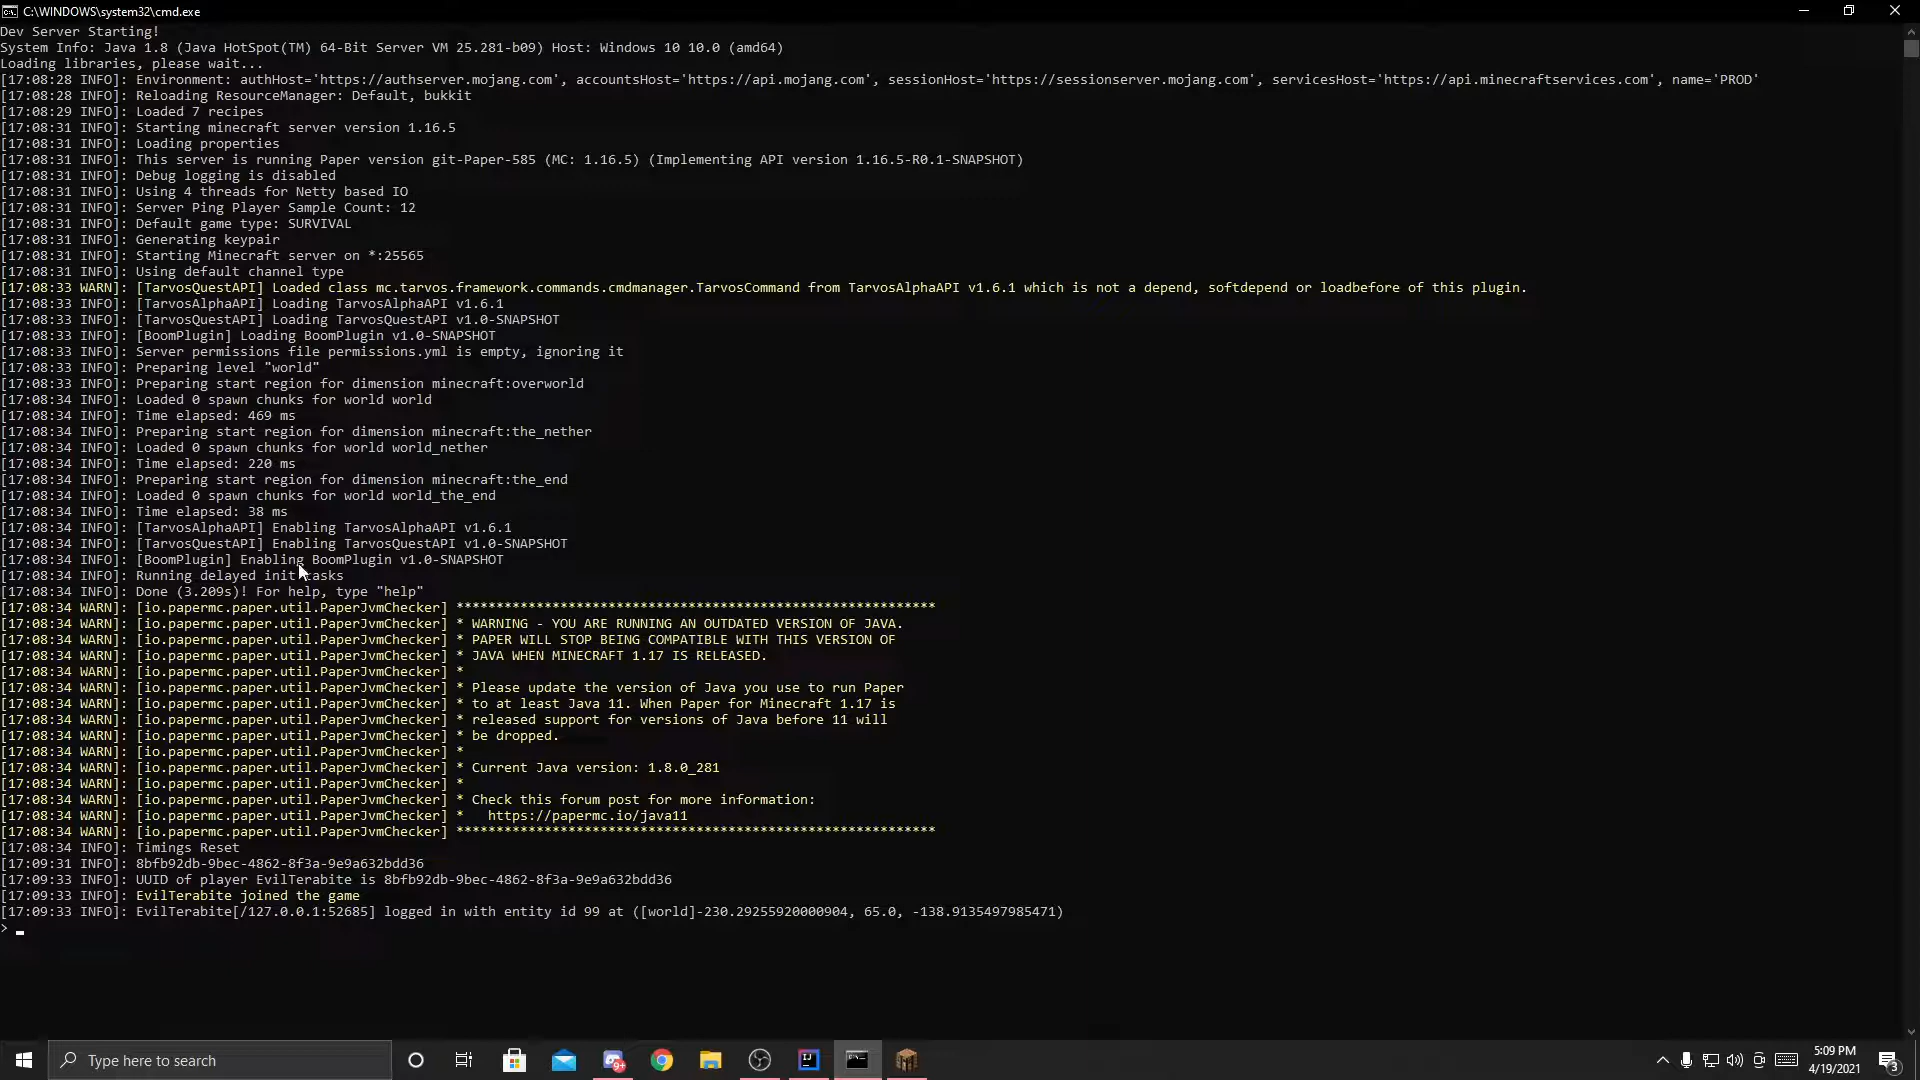 C:\WINDOWS\system32\cmd.exe
Dev Server Starting!
System Info: Java 1.8 (Java HotSpot(TM) 64-Bit Server VM 25.281-b09) Host: Windows 10 10.0 (amd64)
Loading libraries, please wait...
[17:08:28 INFO]: Environment: authHost='https://authserver.mojang.com', accountsHost='https://api.mojang.com', sessionHost='https://sessionserver.mojang.com', servicesHost='https://api.minecraftservices.com', name='PROD'
[17:08:28 INFO]: Reloading ResourceManager: Default, bukkit
[17:08:29 INFO]: Loaded 7 recipes
[17:08:31 INFO]: Starting minecraft server version 1.16.5
[17:08:31 INFO]: Loading properties
[17:08:31 INFO]: This server is running Paper version git-Paper-585 (MC: 1.16.5) (Implementing API version 1.16.5-R0.1-SNAPSHOT)
[17:08:31 INFO]: Debug logging is disabled
[17:08:31 INFO]: Using 4 threads for Netty based IO
[17:08:31 INFO]: Server Ping Player Sample Count: 12
[17:08:31 INFO]: Default game type: SURVIVAL
[17:08:31 INFO]: Generating keypair
[17:08:31 INFO]: Starting Minecraft server on *:25565
[17:08:31 INFO]: Using default channel type
[17:08:33 WARN]: [TarvosQuestAPI] Loaded class mc.tarvos.framework.commands.cmdmanager.TarvosCommand from TarvosAlphaAPI v1.6.1 which is not a depend, softdepend or loadbefore of this plugin.
[17:08:33 INFO]: [TarvosAlphaAPI] Loading TarvosAlphaAPI v1.6.1
[17:08:33 INFO]: [TarvosQuestAPI] Loading TarvosQuestAPI v1.0-SNAPSHOT
[17:08:33 INFO]: [BoomPlugin] Loading BoomPlugin v1.0-SNAPSHOT
[17:08:33 INFO]: Server permissions file permissions.yml is empty, ignoring it
[17:08:33 INFO]: Preparing level "world"
[17:08:33 INFO]: Preparing start region for dimension minecraft:overworld
[17:08:34 INFO]: Loaded 0 spawn chunks for world world
[17:08:34 INFO]: Time elapsed: 469 ms
[17:08:34 INFO]: Preparing start region for dimension minecraft:the_nether
[17:08:34 INFO]: Loaded 0 spawn chunks for world world_nether
[17:08:34 INFO]: Time elapsed: 220 ms
[17:08:34 INFO]: Preparing start region for dimension minecraft:the_end
[17:08:34 INFO]: Loaded 0 spawn chunks for world world_the_end
[17:08:34 INFO]: Time elapsed: 38 ms
[17:08:34 INFO]: [TarvosAlphaAPI] Enabling TarvosAlphaAPI v1.6.1
[17:08:34 INFO]: [TarvosQuestAPI] Enabling TarvosQuestAPI v1.0-SNAPSHOT
[17:08:34 INFO]: [BoomPlugin] Enabling BoomPlugin v1.0-SNAPSHOT
[17:08:34 INFO]: Running delayed init tasks
[17:08:34 INFO]: Done (3.209s)! For help, type "help"
[17:08:34 WARN]: [io.papermc.paper.util.PaperJvmChecker] ************************************************************
[17:08:34 WARN]: [io.papermc.paper.util.PaperJvmChecker] * WARNING - YOU ARE RUNNING AN OUTDATED VERSION OF JAVA.
[17:08:34 WARN]: [io.papermc.paper.util.PaperJvmChecker] * PAPER WILL STOP BEING COMPATIBLE WITH THIS VERSION OF
[17:08:34 WARN]: [io.papermc.paper.util.PaperJvmChecker] * JAVA WHEN MINECRAFT 1.17 IS RELEASED.
[17:08:34 WARN]: [io.papermc.paper.util.PaperJvmChecker] *
[17:08:34 WARN]: [io.papermc.paper.util.PaperJvmChecker] * Please update the version of Java you use to run Paper
[17:08:34 WARN]: [io.papermc.paper.util.PaperJvmChecker] * to at least Java 11. When Paper for Minecraft 1.17 is
[17:08:34 WARN]: [io.papermc.paper.util.PaperJvmChecker] * released support for versions of Java before 11 will
[17:08:34 WARN]: [io.papermc.paper.util.PaperJvmChecker] * be dropped.
[17:08:34 WARN]: [io.papermc.paper.util.PaperJvmChecker] *
[17:08:34 WARN]: [io.papermc.paper.util.PaperJvmChecker] * Current Java version: 1.8.0_281
[17:08:34 WARN]: [io.papermc.paper.util.PaperJvmChecker] *
[17:08:34 WARN]: [io.papermc.paper.util.PaperJvmChecker] * Check this forum post for more information:
[17:08:34 WARN]: [io.papermc.paper.util.PaperJvmChecker] *   https://papermc.io/java11
[17:08:34 WARN]: [io.papermc.paper.util.PaperJvmChecker] ************************************************************
[17:08:34 INFO]: Timings Reset
[17:09:31 INFO]: 8bfb92db-9bec-4862-8f3a-9e9a632bdd36
[17:09:33 INFO]: UUID of player EvilTerabite is 8bfb92db-9bec-4862-8f3a-9e9a632bdd36
[17:09:33 INFO]: EvilTerabite joined the game
[17:09:33 INFO]: EvilTerabite[/127.0.0.1:52685] logged in with entity id 99 at ([world]-230.29255920000904, 65.0, -138.9135497985471)
>
Type here to search
9+
IJ
5:09 PM
4/19/2021
3